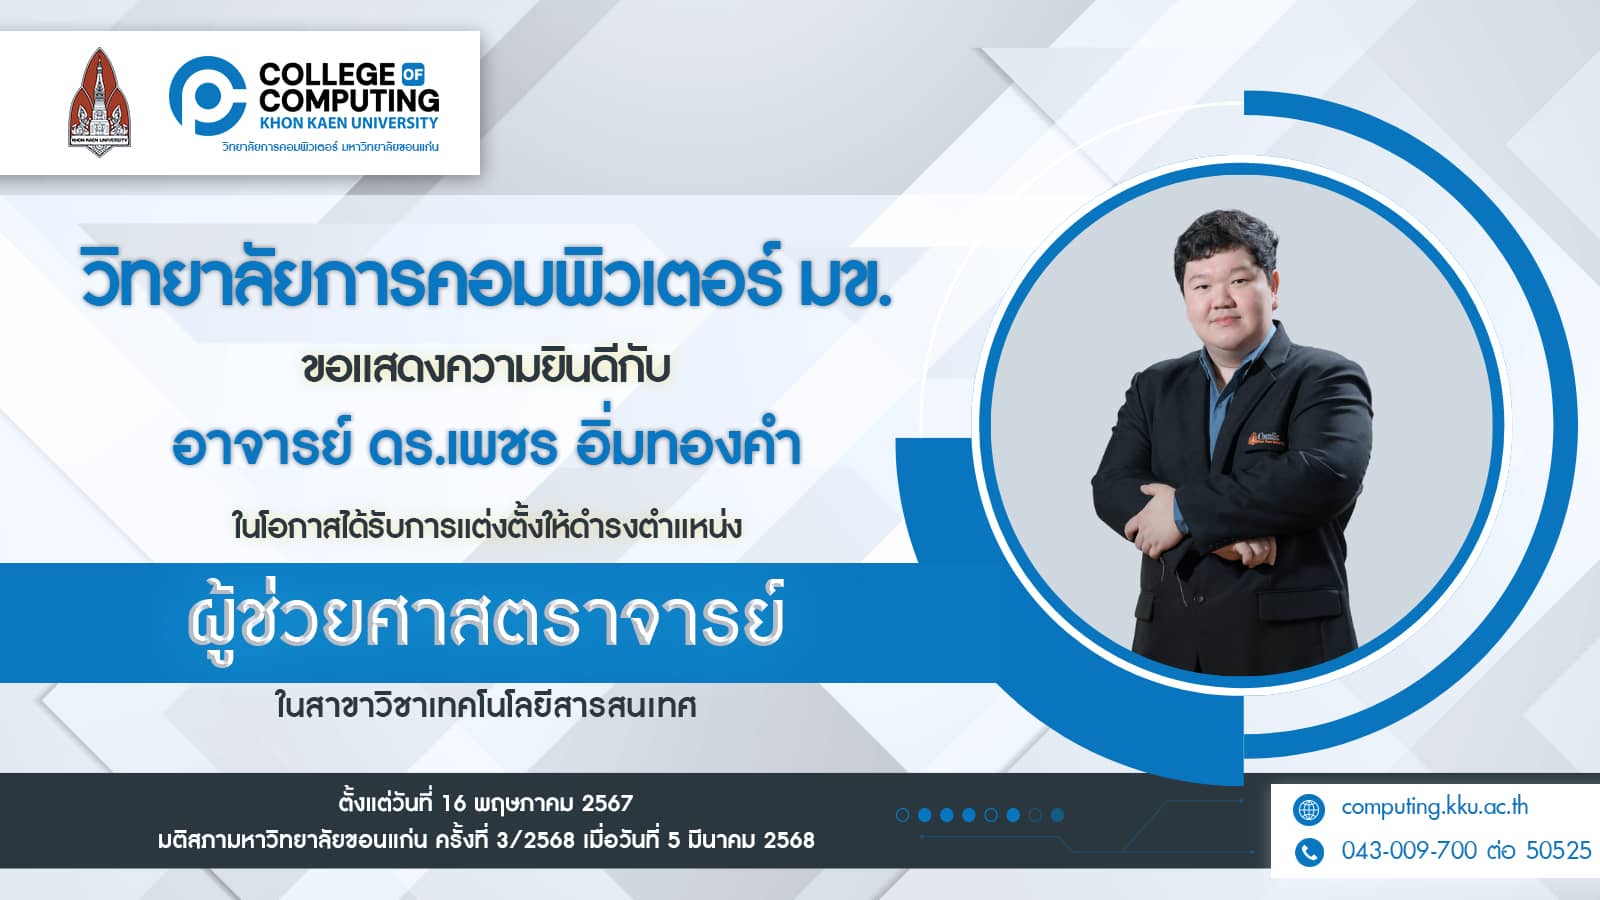 COLLEGE OF
COMPUTING
KHON KAEN UNIVERSITY
KHON KAEN UNIVERSITY
วิทยาลัยการคอมพิวเตอร์ มหาวิทยาลัยขอนแก่น
วิทยาลัยการคอมพิวเตอร์ มข.
ขอแสดงความยินดีกับ
อาจารย์ ดร.เพชร อิ่มทองคำ
ในโอกาสได้รับการแต่งตั้งให้ดำรงตำแหน่ง
ผู้ช่วยศาสตราจารย์
ในสาขาวิชาเทคโนโลยีสารสนเทศ
ตั้งแต่วันที่ 16 พฤษภาคม 2567
มติสภามหาวิทยาลัยขอนแก่น ครั้งที่ 3/2568 เมื่อวันที่ 5 มีนาคม 2568
computing.kku.ac.th
043-009-700 ต่อ 50525